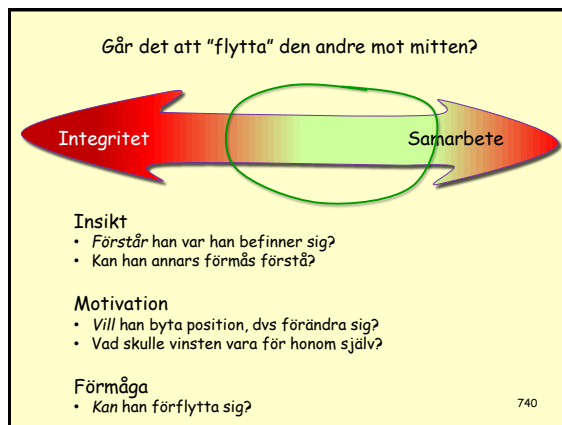 Går det att ”flytta” den andre mot mitten?
Integritet
Samarbete
Insikt
• Förstår han var han befinner sig?
• Kan han annars förmås förstå?
Motivation
• Vill han byta position, dvs förändra sig?
• Vad skulle vinsten vara för honom själv?
Förmåga
• Kan han förflytta sig?
740